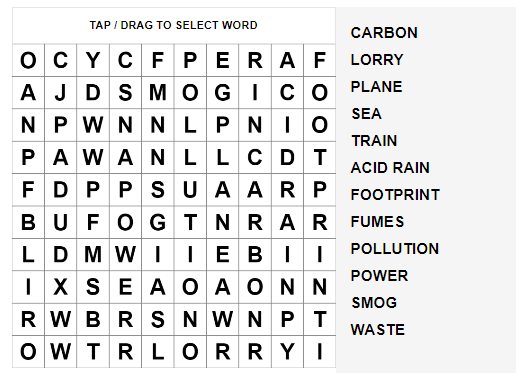 TAP / DRAG TO SELECT WORD
O C Y C F P E R A F
A J D S M O G I C O
N P W N N L P N I O
P A W A N L L C D T
F D P P S U A A R P
B U F O G T N R A R
L D M W I I E B I I
I X S E A O A O N N
R W B R S N W N P T
O W T R L O R R Y I
CARBON
LORRY
PLANE
SEA
TRAIN
ACID RAIN
FOOTPRINT
FUMES
POLLUTION
POWER
SMOG
WASTE